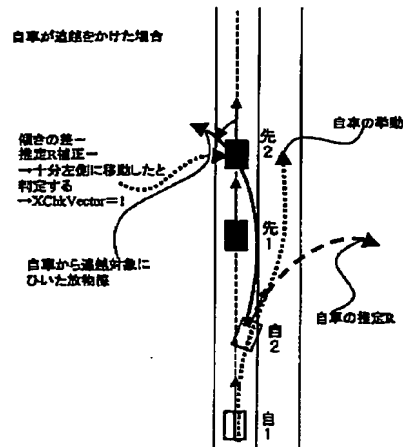 自車が追越をかけた場合
自車の挙動
傾きの差ー
推定R補正ー
→十分左側に移動したと
判定する
→XChkVector=1
先
2
先
1
自車から追越対象に
ひいた放物線
自
2
自車の推定R
自
1